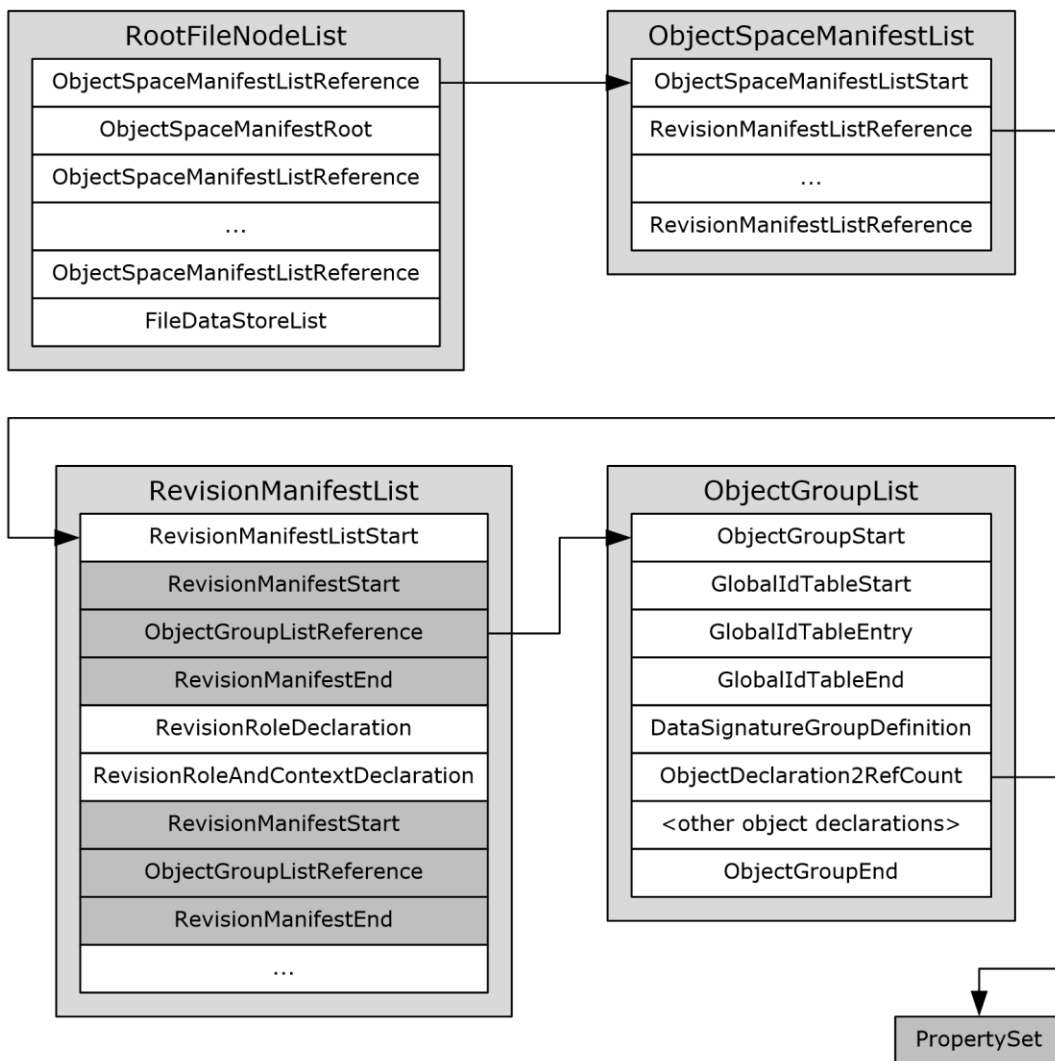 RootFileNodeList
ObjectSpaceManifestListReference
ObjectSpaceManifestRoot
ObjectSpaceManifestListReference
...
ObjectSpaceManifestListReference
FileDataStoreList
ObjectSpaceManifestList
ObjectSpaceManifestListStart
RevisionManifestListReference
...
RevisionManifestListReference
RevisionManifestList
RevisionManifestListStart
RevisionManifestStart
ObjectGroupListReference
RevisionManifestEnd
RevisionRoleDeclaration
RevisionRoleAndContextDeclaration
RevisionManifestStart
ObjectGroupListReference
RevisionManifestEnd
...
ObjectGroupList
ObjectGroupStart
GlobalIdTableStart
GlobalIdTableEntry
GlobalIdTableEnd
DataSignatureGroupDefinition
ObjectDeclaration2RefCount
<other object declarations>
ObjectGroupEnd
PropertySet